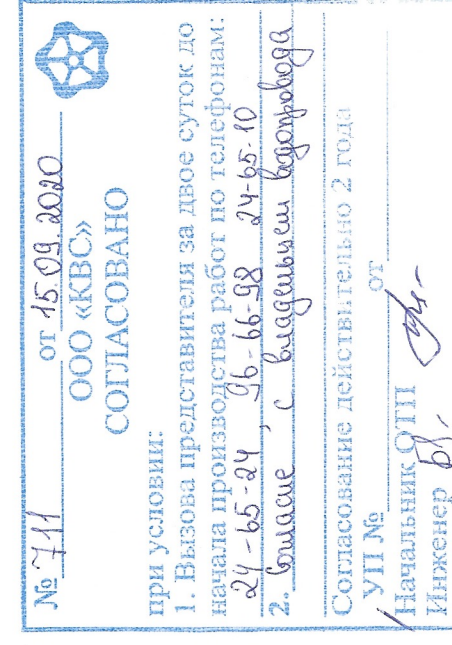 № 711 от 15.09.2020
ООО «КВС»
СОГЛАСОВАНО
при условии:
1. Вызова представителя за двое суток до
начала производства работ по телефонам:
24-65-24, 96-66-98 24-65-10
2. Согласие с владельцем водопровода
Согласование действительно 2 года
УП № от
Начальник ОТП
Инженер